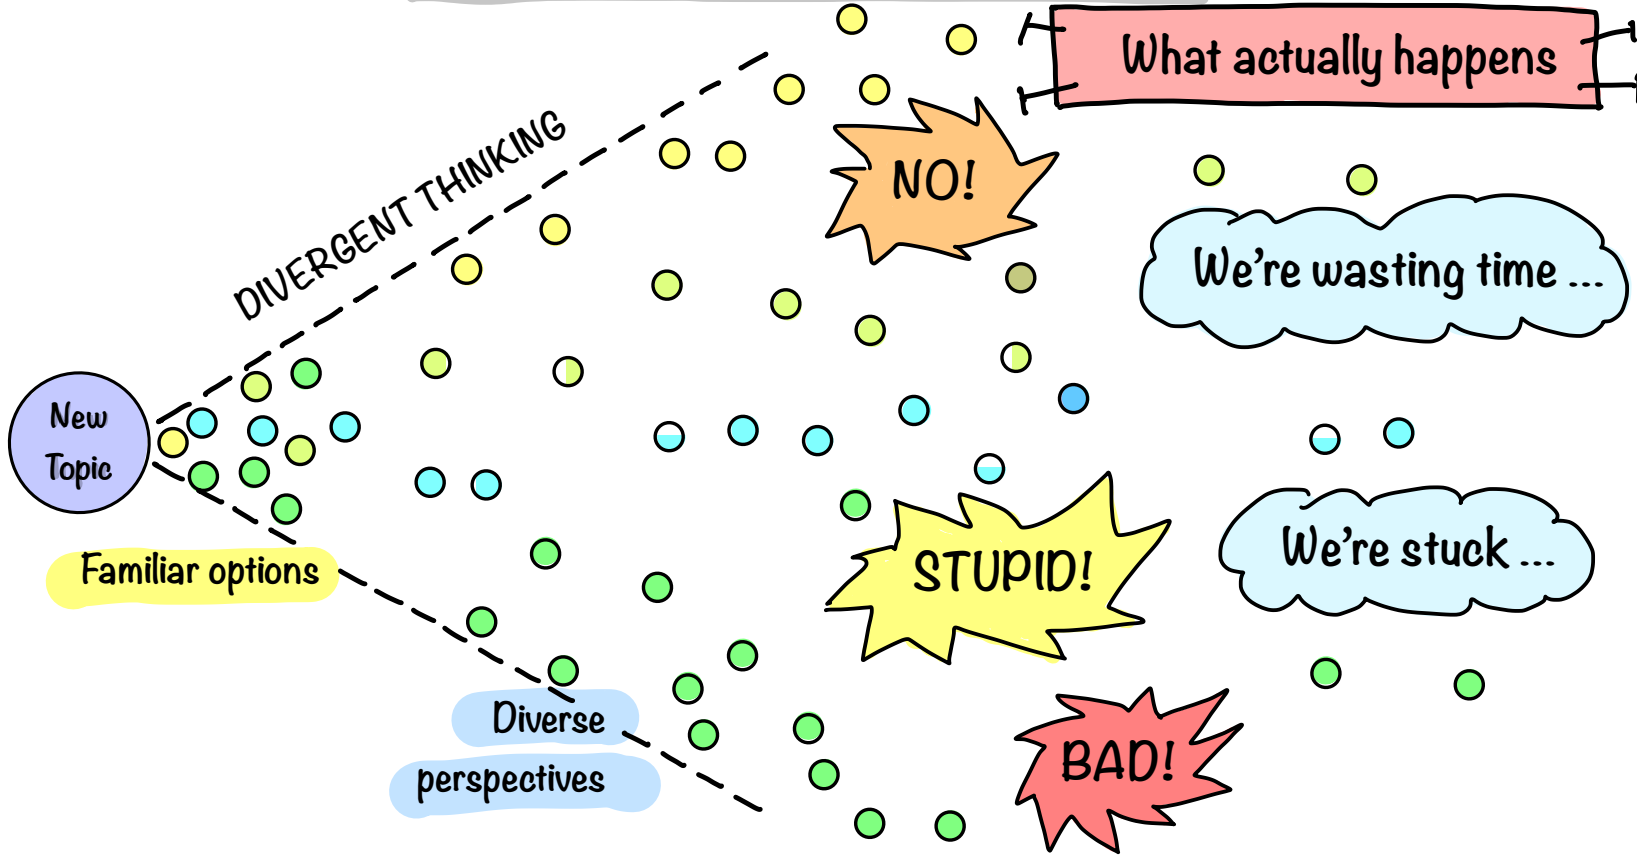 What actually happens
DIVERGENT THINKING
NO!
We're wasting time ...
New
Topic
Familiar options
STUPID!
We're stuck ...
Diverse
perspectives
BAD!